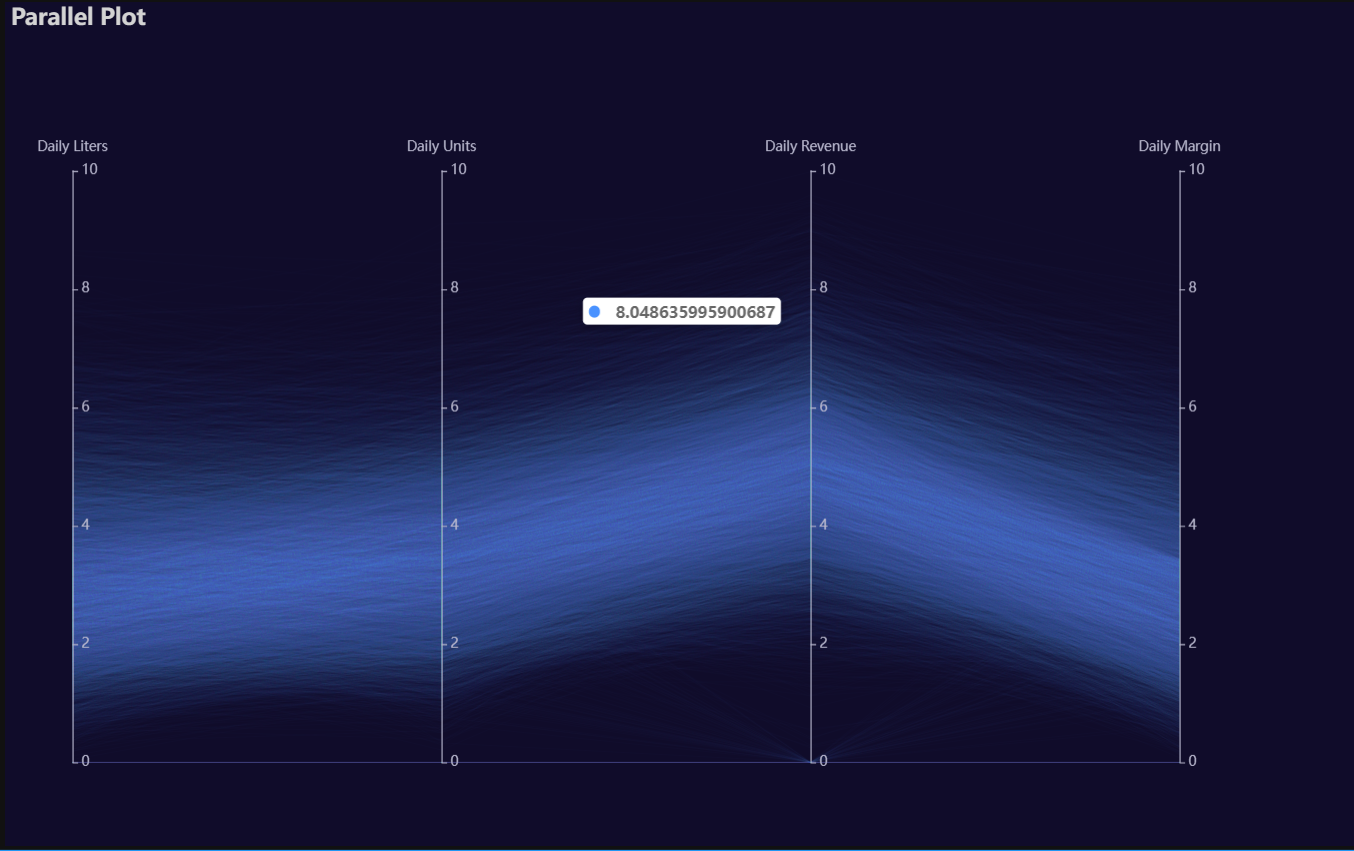 Parallel Plot
Daily Liters Daily Units Daily Revenue Daily Margin
10 10 10 10
8 8 8 8
8.048635995900687
6 6 6 6
4 4 4 4
2 2 2 2
0 0 0 0